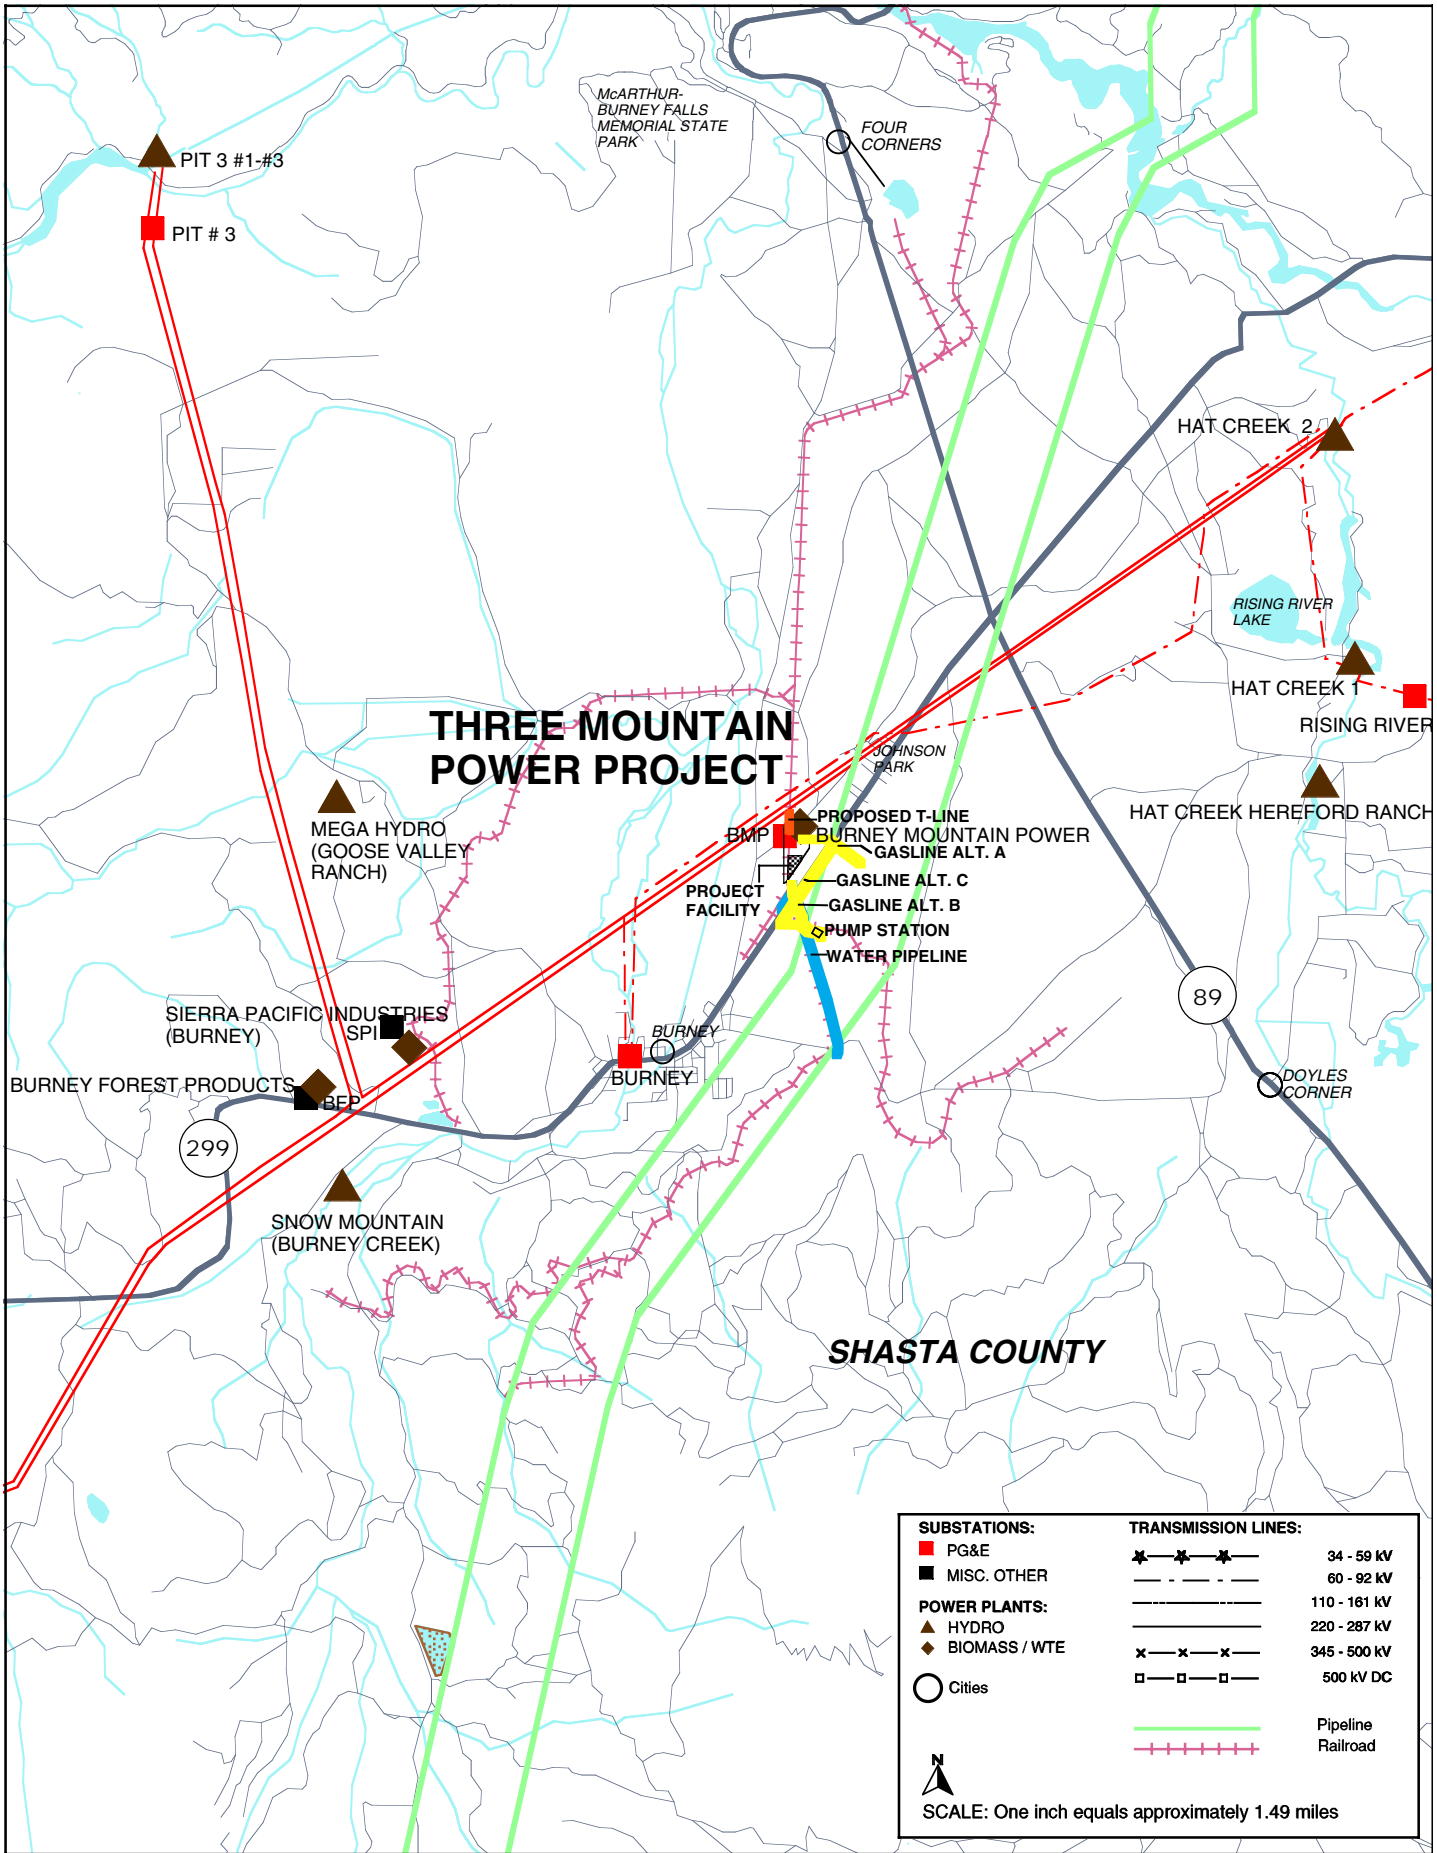 McARTHUR-
BURNEY FALLS
MEMORIAL STATE
PARK
FOUR
CORNERS
PIT 3 #1-#3
PIT # 3
HAT CREEK 2
RISING RIVER
LAKE
HAT CREEK 1
RISING RIVER
THREE MOUNTAIN
POWER PROJECT
JOHNSON
PARK
HAT CREEK HEREFORD RANCH
MEGA HYDRO
(GOOSE VALLEY
RANCH)
PROPOSED T-LINE
BMP
BURNEY MOUNTAIN POWER
GASLINE ALT. A
GASLINE ALT. C
PROJECT
FACILITY
GASLINE ALT. B
PUMP STATION
WATER PIPELINE
89
SIERRA PACIFIC INDUSTRIES
(BURNEY)
SPI
BURNEY
BURNEY
BURNEY FOREST PRODUCTS
BFP
DOYLES
CORNER
299
SNOW MOUNTAIN
(BURNEY CREEK)
SHASTA COUNTY
SUBSTATIONS:
PG&E
MISC. OTHER
POWER PLANTS:
HYDRO
BIOMASS / WTE
Cities
TRANSMISSION LINES:
34 - 59 kV
60 - 92 kV
110 - 161 kV
220 - 287 kV
345 - 500 kV
500 kV DC
Pipeline
Railroad
N
SCALE: One inch equals approximately 1.49 miles